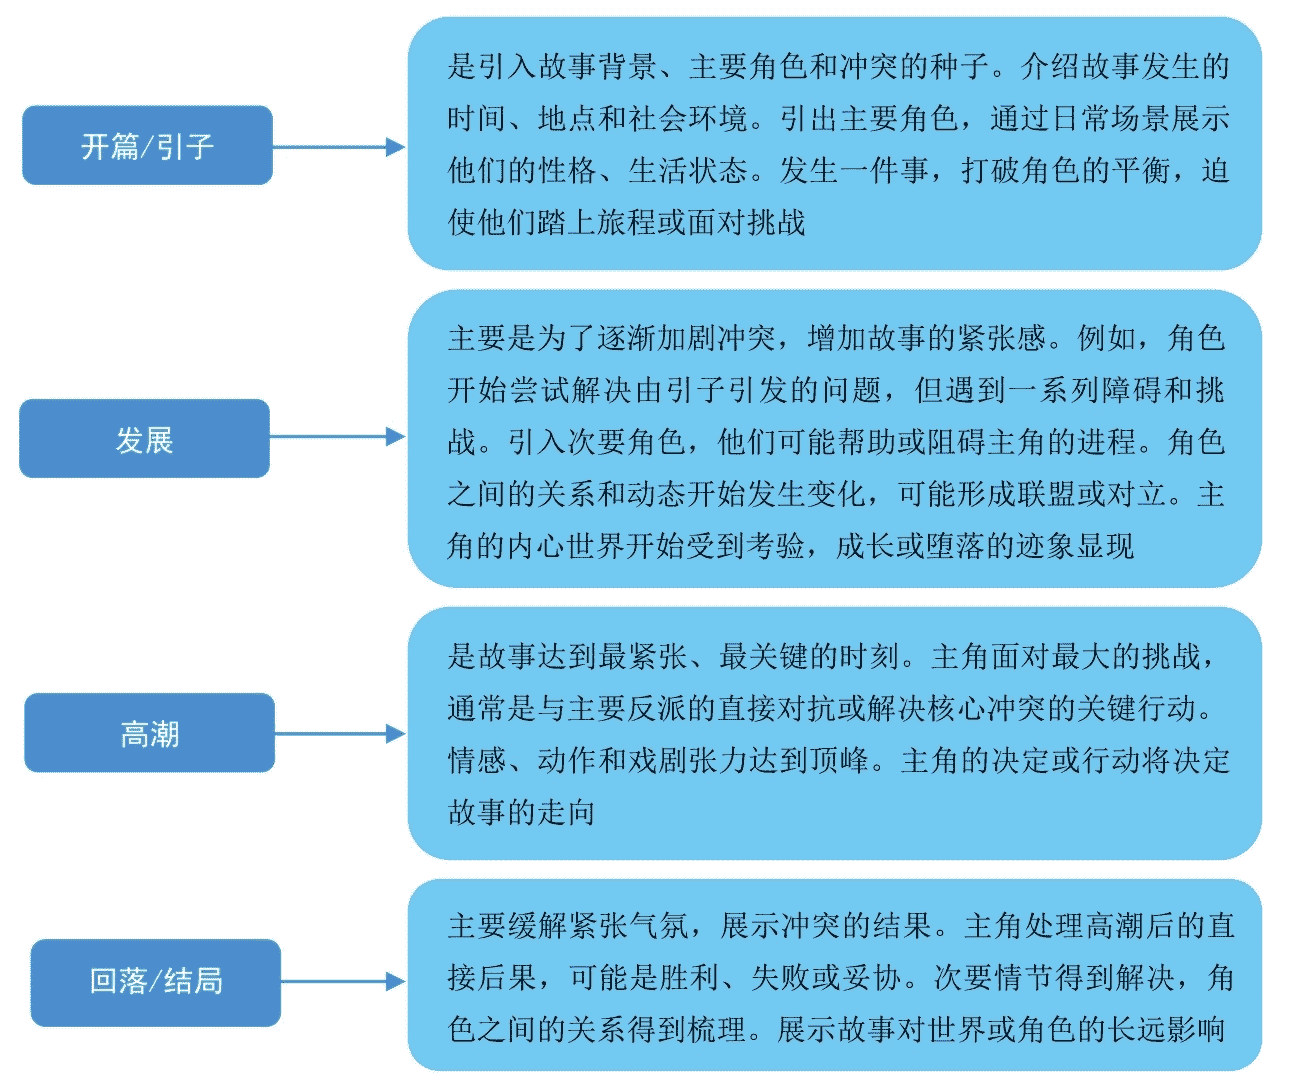 开篇/引子
是引入故事背景、主要角色和冲突的种子。介绍故事发生的
时间、地点和社会环境。引出主要角色，通过日常场景展示
他们的性格、生活状态。发生一件事，打破角色的平衡，迫
使他们踏上旅程或面对挑战
发展
主要是为了逐渐加剧冲突，增加故事的紧张感。例如，角色
开始尝试解决由引子引发的问题，但遇到一系列障碍和挑
战。引入次要角色，他们可能帮助或阻碍主角的进程。角色
之间的关系和动态开始发生变化，可能形成联盟或对立。主
角的内心世界开始受到考验，成长或堕落的迹象显现
高潮
是故事达到最紧张、最关键的时刻。主角面对最大的挑战，
通常是与主要反派的直接对抗或解决核心冲突的关键行动。
情感、动作和戏剧张力达到顶峰。主角的决定或行动将决定
故事的走向
回落/结局
主要缓解紧张气氛，展示冲突的结果。主角处理高潮后的直
接后果，可能是胜利、失败或妥协。次要情节得到解决，角
色之间的关系得到梳理。展示故事对世界或角色的长远影响